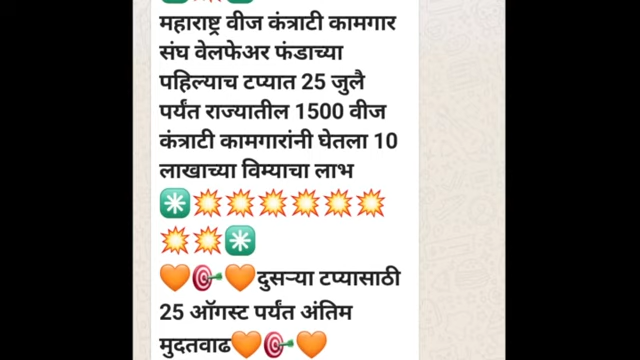 महाराष्ट्र वीज कंत्राटी कामगार
संघ वेलफेअर फंडाच्या
पहिल्याच टप्यात 25 जुलै
पर्यंत राज्यातील 1500 वीज
कंत्राटी कामगारांनी घेतला 10
लाखाच्या विम्याचा लाभ
✳️💥💥💥💥💥💥
💥💥✳️
🧡🎯🧡दुसऱ्या टप्यासाठी
25 ऑगस्ट पर्यंत अंतिम
मुदतवाढ🧡🎯🧡